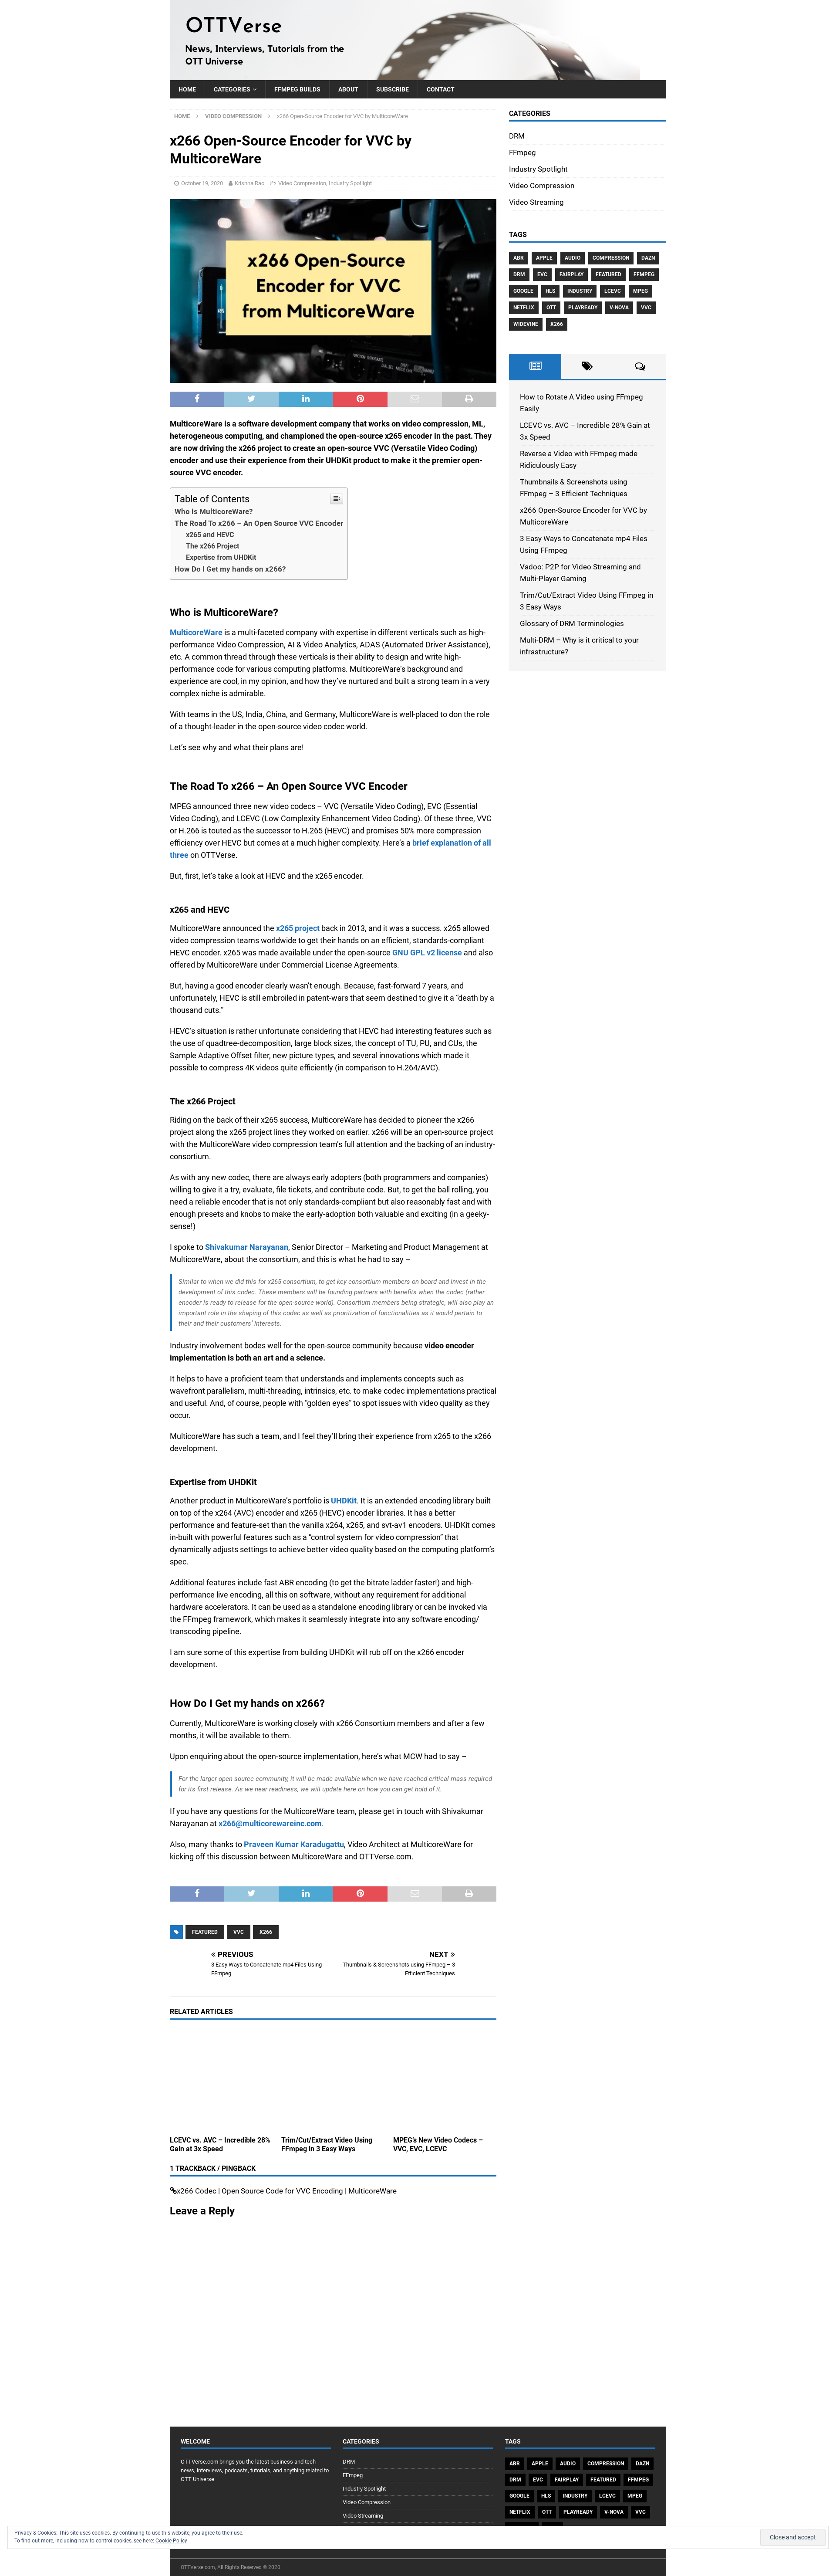 OTTVerse
News, Interviews, Tutorials from the
OTT Universe
HOME
CATEGORIES
FFMPEG BUILDS
ABOUT
SUBSCRIBE
CONTACT
HOME
VIDEO COMPRESSION
x266 Open-Source Encoder for VVC by MulticoreWare
x266 Open-Source Encoder for VVC by
MulticoreWare
October 19, 2020
Krishna Rao
Video Compression, Industry Spotlight
x266 Open-Source
Encoder for VVC
from MulticoreWare
MulticoreWare is a software development company that works on video compression, ML,
heterogeneous computing, and championed the open-source x265 encoder in the past. They
are now driving the x266 project to create an open-source VVC (Versatile Video Coding)
encoder and use their experience from their UHDKit product to make it the premier open-
source VVC encoder.
Table of Contents
Who is MulticoreWare?
The Road To x266 – An Open Source VVC Encoder
x265 and HEVC
The x266 Project
Expertise from UHDKit
How Do I Get my hands on x266?
Who is MulticoreWare?
MulticoreWare is a multi-faceted company with expertise in different verticals such as high-
performance Video Compression, AI & Video Analytics, ADAS (Automated Driver Assistance),
etc. A common thread through these verticals is their ability to design and write high-
performance code for various computing platforms. MulticoreWare's background and
experience are cool, in my opinion, and how they've nurtured and built a strong team in a very
complex niche is admirable.
With teams in the US, India, China, and Germany, MulticoreWare is well-placed to don the role
of a thought-leader in the open-source video codec world.
Let's see why and what their plans are!
The Road To x266 – An Open Source VVC Encoder
MPEG announced three new video codecs – VVC (Versatile Video Coding), EVC (Essential
Video Coding), and LCEVC (Low Complexity Enhancement Video Coding). Of these three, VVC
or H.266 is touted as the successor to H.265 (HEVC) and promises 50% more compression
efficiency over HEVC but comes at a much higher complexity. Here's a brief explanation of all
three on OTTVerse.
But, first, let's take a look at HEVC and the x265 encoder.
x265 and HEVC
MulticoreWare announced the x265 project back in 2013, and it was a success. x265 allowed
video compression teams worldwide to get their hands on an efficient, standards-compliant
HEVC encoder. x265 was made available under the open-source GNU GPL v2 license and also
offered by MulticoreWare under Commercial License Agreements.
But, having a good encoder clearly wasn't enough. Because, fast-forward 7 years, and
unfortunately, HEVC is still embroiled in patent-wars that seem destined to give it a "death by a
thousand cuts."
HEVC's situation is rather unfortunate considering that HEVC had interesting features such as
the use of quadtree-decomposition, large block sizes, the concept of TU, PU, and CUs, the
Sample Adaptive Offset filter, new picture types, and several innovations which made it
possible to compress 4K videos quite efficiently (in comparison to H.264/AVC).
The x266 Project
Riding on the back of their x265 success, MulticoreWare has decided to pioneer the x266
project along the x265 project lines they worked on earlier. x266 will be an open-source project
with the MulticoreWare video compression team's full attention and the backing of an industry-
consortium.
As with any new codec, there are always early adopters (both programmers and companies)
willing to give it a try, evaluate, file tickets, and contribute code. But, to get the ball rolling, you
need a reliable encoder that is not only standards-compliant but also reasonably fast and with
enough presets and knobs to make the early-adoption both valuable and exciting (in a geeky-
sense!)
I spoke to Shivakumar Narayanan, Senior Director – Marketing and Product Management at
MulticoreWare, about the consortium, and this is what he had to say –
Similar to when we did this for x265 consortium, to get key consortium members on board and invest in the
development of this codec. These members will be founding partners with benefits when the codec (rather
encoder is ready to release for the open-source world). Consortium members being strategic, will also play an
important role in the shaping of this codec as well as prioritization of functionalities as it would pertain to
their and their customers' interests.
Industry involvement bodes well for the open-source community because video encoder
implementation is both an art and a science.
It helps to have a proficient team that understands and implements concepts such as
wavefront parallelism, multi-threading, intrinsics, etc. to make codec implementations practical
and useful. And, of course, people with "golden eyes" to spot issues with video quality as they
occur.
MulticoreWare has such a team, and I feel they'll bring their experience from x265 to the x266
development.
Expertise from UHDKit
Another product in MulticoreWare's portfolio is UHDKit. It is an extended encoding library built
on top of the x264 (AVC) encoder and x265 (HEVC) encoder libraries. It has a better
performance and feature-set than the vanilla x264, x265, and svt-av1 encoders. UHDKit comes
in-built with powerful features such as a "control system for video compression" that
dynamically adjusts settings to achieve better video quality based on the computing platform's
spec.
Additional features include fast ABR encoding (to get the bitrate ladder faster!) and high-
performance live encoding, all this on software, without any requirement for additional
hardware accelerators. It can be used as a standalone encoding library or can be invoked via
the FFmpeg framework, which makes it seamlessly integrate into any software encoding/
transcoding pipeline.
I am sure some of this expertise from building UHDKit will rub off on the x266 encoder
development.
How Do I Get my hands on x266?
Currently, MulticoreWare is working closely with x266 Consortium members and after a few
months, it will be available to them.
Upon enquiring about the open-source implementation, here's what MCW had to say –
For the larger open source community, it will be made available when we have reached critical mass required
for its first release. As we near readiness, we will update here on how you can get hold of it.
If you have any questions for the MulticoreWare team, please get in touch with Shivakumar
Narayanan at x266@multicorewareinc.com.
Also, many thanks to Praveen Kumar Karadugattu, Video Architect at MulticoreWare for
kicking off this discussion between MulticoreWare and OTTVerse.com.
FEATURED
VVC
X266
PREVIOUS
3 Easy Ways to Concatenate mp4 Files Using
FFmpeg
NEXT
Thumbnails & Screenshots using FFmpeg – 3
Efficient Techniques
RELATED ARTICLES
LCEVC vs. AVC – Incredible 28%
Gain at 3x Speed
Trim/Cut/Extract Video Using
FFmpeg in 3 Easy Ways
MPEG's New Video Codecs –
VVC, EVC, LCEVC
1 TRACKBACK / PINGBACK
x266 Codec | Open Source Code for VVC Encoding | MulticoreWare
Leave a Reply
CATEGORIES
DRM
FFmpeg
Industry Spotlight
Video Compression
Video Streaming
TAGS
ABR APPLE AUDIO COMPRESSION DAZN
DRM EVC FAIRPLAY FEATURED FFMPEG
GOOGLE HLS INDUSTRY LCEVC MPEG
NETFLIX OTT PLAYREADY V-NOVA VVC
WIDEVINE X266
How to Rotate A Video using FFmpeg
Easily
LCEVC vs. AVC – Incredible 28% Gain at
3x Speed
Reverse a Video with FFmpeg made
Ridiculously Easy
Thumbnails & Screenshots using
FFmpeg – 3 Efficient Techniques
x266 Open-Source Encoder for VVC by
MulticoreWare
3 Easy Ways to Concatenate mp4 Files
Using FFmpeg
Vadoo: P2P for Video Streaming and
Multi-Player Gaming
Trim/Cut/Extract Video Using FFmpeg in
3 Easy Ways
Glossary of DRM Terminologies
Multi-DRM – Why is it critical to your
infrastructure?
WELCOME
OTTVerse.com brings you the latest business and tech
news, interviews, podcasts, tutorials, and anything related to
OTT Universe
CATEGORIES
DRM
FFmpeg
Industry Spotlight
Video Compression
Video Streaming
TAGS
ABR APPLE AUDIO COMPRESSION DAZN
DRM EVC FAIRPLAY FEATURED FFMPEG
GOOGLE HLS INDUSTRY LCEVC MPEG
NETFLIX OTT PLAYREADY V-NOVA VVC
Privacy & Cookies: This site uses cookies. By continuing to use this website, you agree to their use.
To find out more, including how to control cookies, see here: Cookie Policy
Close and accept
OTTVerse.com, All Rights Reserved © 2020